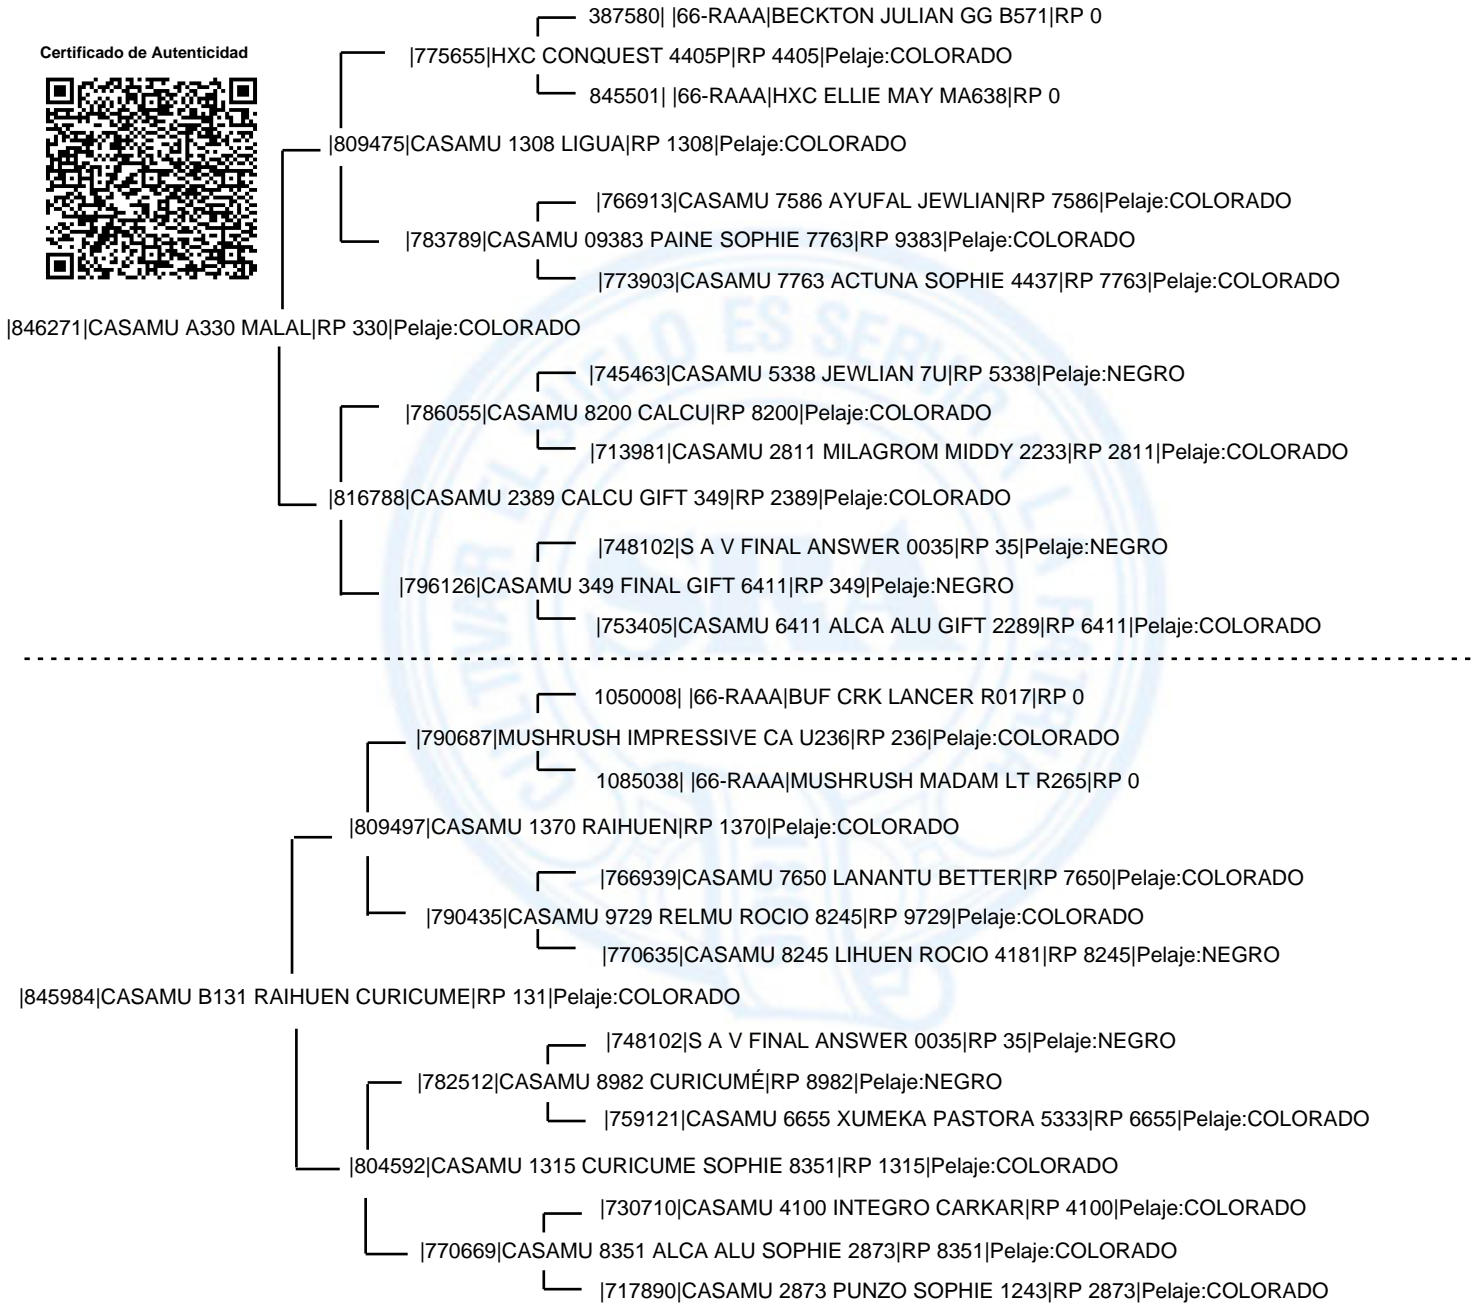 387580| |66-RAAA|BECKTON JULIAN GG B571|RP 0
Certificado de Autenticidad
|775655|HXC CONQUEST 4405P|RP 4405|Pelaje:COLORADO
845501| |66-RAAA|HXC ELLIE MAY MA638|RP 0
|809475|CASAMU 1308 LIGUA|RP 1308|Pelaje:COLORADO
|766913|CASAMU 7586 AYUFAL JEWLIAN|RP 7586|Pelaje:COLORADO
|783789|CASAMU 09383 PAINE SOPHIE 7763|RP 9383|Pelaje:COLORADO
|773903|CASAMU 7763 ACTUNA SOPHIE 4437|RP 7763|Pelaje:COLORADO
|846271|CASAMU A330 MALAL|RP 330|Pelaje:COLORADO
|745463|CASAMU 5338 JEWLIAN 7U|RP 5338|Pelaje:NEGRO
|786055|CASAMU 8200 CALCU|RP 8200|Pelaje:COLORADO
|713981|CASAMU 2811 MILAGROM MIDDY 2233|RP 2811|Pelaje:COLORADO
|816788|CASAMU 2389 CALCU GIFT 349|RP 2389|Pelaje:COLORADO
|748102|S A V FINAL ANSWER 0035|RP 35|Pelaje:NEGRO
|796126|CASAMU 349 FINAL GIFT 6411|RP 349|Pelaje:NEGRO
|753405|CASAMU 6411 ALCA ALU GIFT 2289|RP 6411|Pelaje:COLORADO
1050008| |66-RAAA|BUF CRK LANCER R017|RP 0
|790687|MUSHRUSH IMPRESSIVE CA U236|RP 236|Pelaje:COLORADO
1085038| |66-RAAA|MUSHRUSH MADAM LT R265|RP 0
|809497|CASAMU 1370 RAIHUEN|RP 1370|Pelaje:COLORADO
|766939|CASAMU 7650 LANANTU BETTER|RP 7650|Pelaje:COLORADO
|790435|CASAMU 9729 RELMU ROCIO 8245|RP 9729|Pelaje:COLORADO
|770635|CASAMU 8245 LIHUEN ROCIO 4181|RP 8245|Pelaje:NEGRO
|845984|CASAMU B131 RAIHUEN CURICUME|RP 131|Pelaje:COLORADO
|748102|S A V FINAL ANSWER 0035|RP 35|Pelaje:NEGRO
|782512|CASAMU 8982 CURICUMÉ|RP 8982|Pelaje:NEGRO
|759121|CASAMU 6655 XUMEKA PASTORA 5333|RP 6655|Pelaje:COLORADO
|804592|CASAMU 1315 CURICUME SOPHIE 8351|RP 1315|Pelaje:COLORADO
|730710|CASAMU 4100 INTEGRO CARKAR|RP 4100|Pelaje:COLORADO
|770669|CASAMU 8351 ALCA ALU SOPHIE 2873|RP 8351|Pelaje:COLORADO
|717890|CASAMU 2873 PUNZO SOPHIE 1243|RP 2873|Pelaje:COLORADO
CULTIVAR EL SUELO ES SERVIR A LA PATRIA
SRA
1866